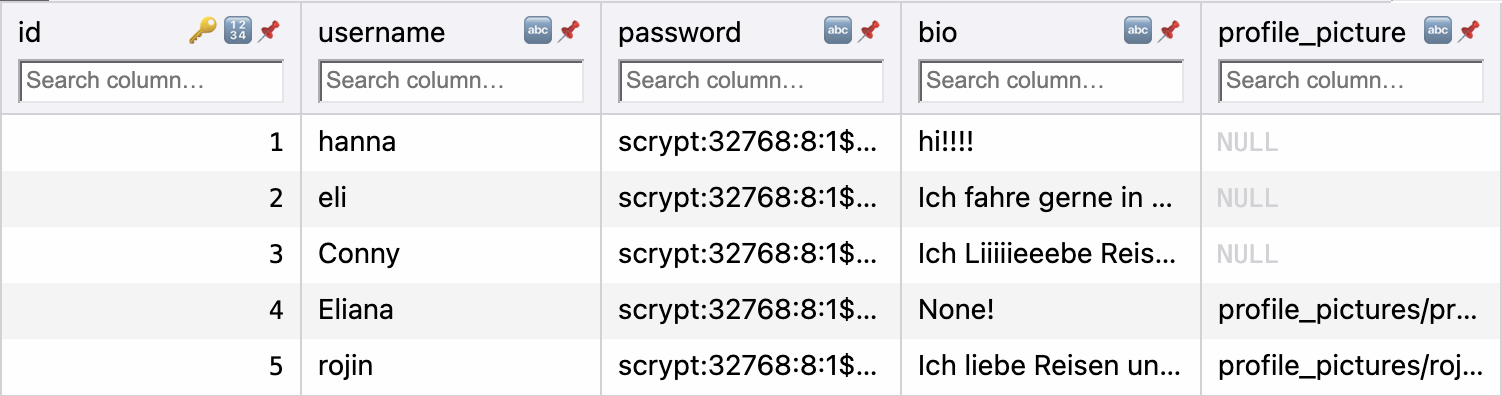 id 🔑 🔢 📌 username 🔤 📌 password 🔤 📌 bio 🔤 📌 profile_picture 🔤 📌
Search column... Search column... Search column... Search column... Search column...
1 hanna scrypt:32768:8:1$... hi!!!! NULL
2 eli scrypt:32768:8:1$... Ich fahre gerne in ... NULL
3 Conny scrypt:32768:8:1$... Ich Liiiiieeebe Reis... NULL
4 Eliana scrypt:32768:8:1$... None! profile_pictures/pr...
5 rojin scrypt:32768:8:1$... Ich liebe Reisen un... profile_pictures/roj...